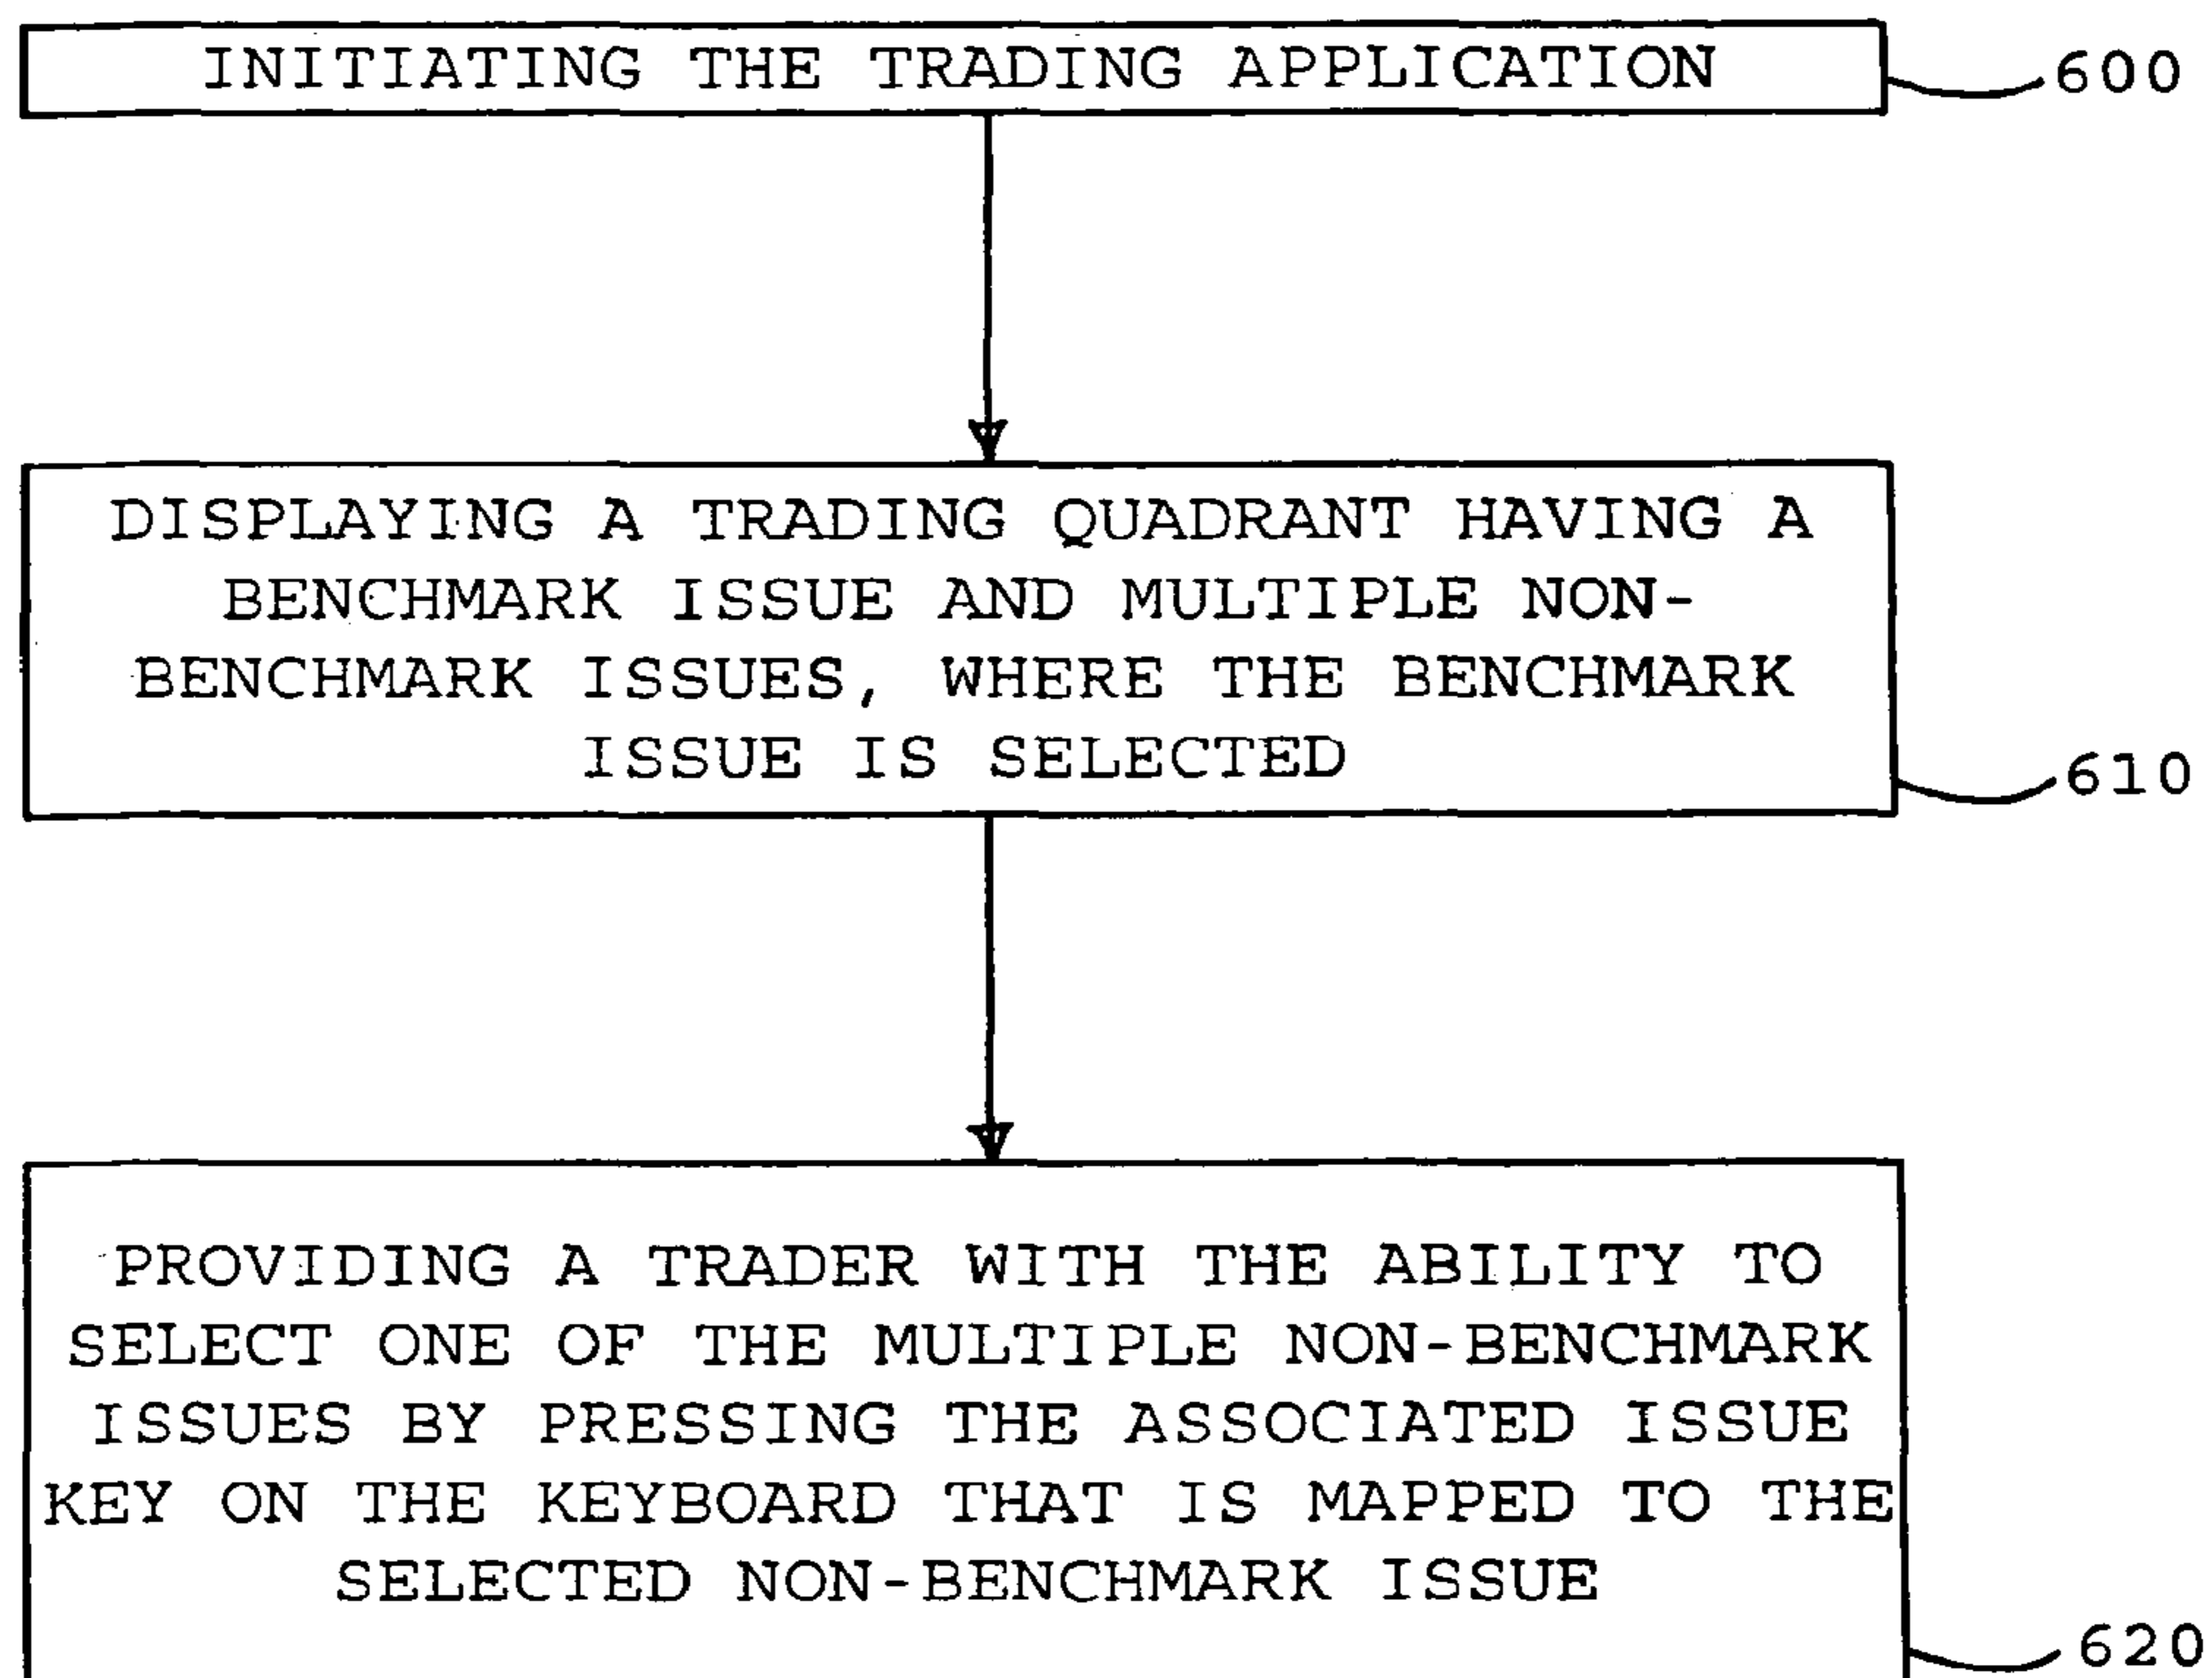 INITIATING THE TRADING APPLICATION
600
DISPLAYING A TRADING QUADRANT HAVING A
BENCHMARK ISSUE AND MULTIPLE NON-
BENCHMARK ISSUES, WHERE THE BENCHMARK
ISSUE IS SELECTED
610
PROVIDING A TRADER WITH THE ABILITY TO
SELECT ONE OF THE MULTIPLE NON-BENCHMARK
ISSUES BY PRESSING THE ASSOCIATED ISSUE
KEY ON THE KEYBOARD THAT IS MAPPED TO THE
SELECTED NON-BENCHMARK ISSUE
620